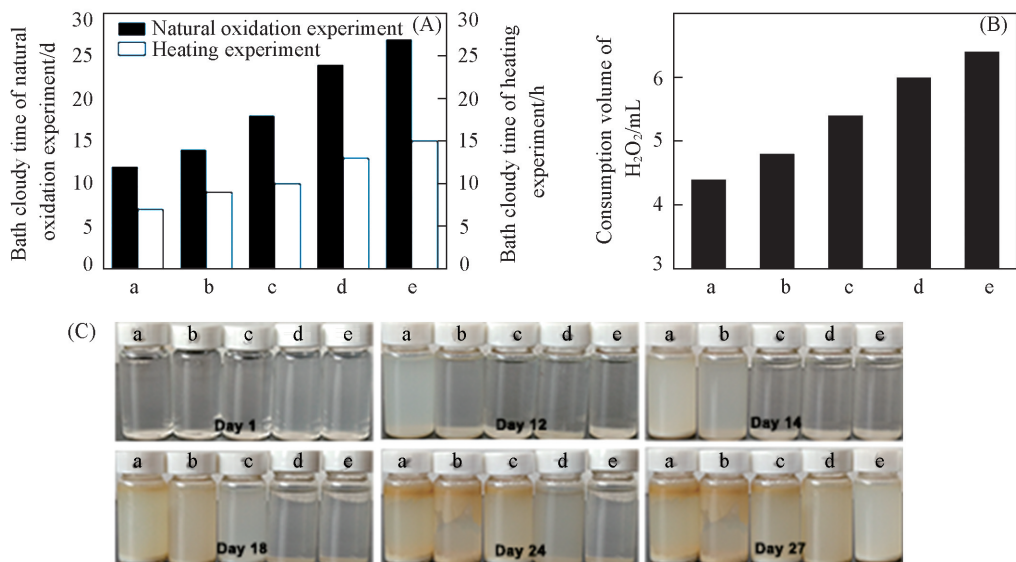 (A)
Natural oxidation experiment
Heating experiment
Bath cloudy time of natural
oxidation experiment/d
30
25
20
15
10
5
0
30
25
20
15
10
5
0
Bath cloudy time of heating
experiment/h
a b c d e
(B)
Consumption volume of
H₂O₂/mL
6
5
4
3
a b c d e
(C)
a b c d e
Day 1
a b c d e
Day 12
a b c d e
Day 14
a b c d e
Day 18
a b c d e
Day 24
a b c d e
Day 27